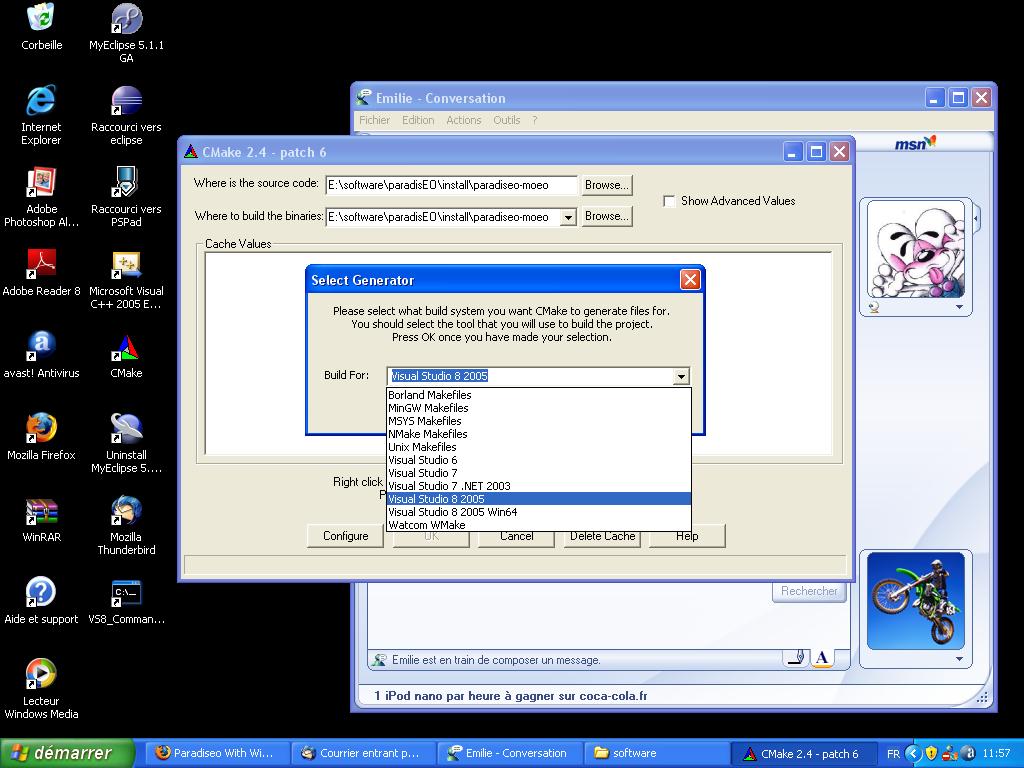 Corbeille
MyEclipse 5.1.1
GA
Internet
Explorer
Raccourci vers
eclipse
Adobe
Photoshop Al...
Raccourci vers
PSPad
Adobe Reader 8
Microsoft Visual
C++ 2005 E...
avast! Antivirus
CMake
Mozilla Firefox
Uninstall
MyEclipse 5....
WinRAR
Mozilla
Thunderbird
Aide et support
VS8_Comman...
Lecteur
Windows Media
Emilie - Conversation
Fichier Edition Actions Outils ?
msn
CMake 2.4 - patch 6
Where is the source code: E:\software\paradisEO\install\paradiseo-moeo Browse...
Show Advanced Values
Where to build the binaries: E:\software\paradisEO\install\paradiseo-moeo Browse...
Cache Values
Select Generator
Please select what build system you want CMake to generate files for.
You should select the tool that you will use to build the project.
Press OK once you have made your selection.
Build For: Visual Studio 8 2005
Borland Makefiles
MinGW Makefiles
MSYS Makefiles
NMake Makefiles
Unix Makefiles
Visual Studio 6
Visual Studio 7
Visual Studio 7 .NET 2003
Visual Studio 8 2005
Visual Studio 8 2005 Win64
Watcom WMake
Right click
P
Configure OK Cancel Delete Cache Help
Rechercher
Emilie est en train de composer un message.
A
1 iPod nano par heure à gagner sur coca-cola.fr
démarrer
Paradiseo With Wi...
Courrier entrant p...
Emilie - Conversation
software
CMake 2.4 - patch 6
FR
11:57